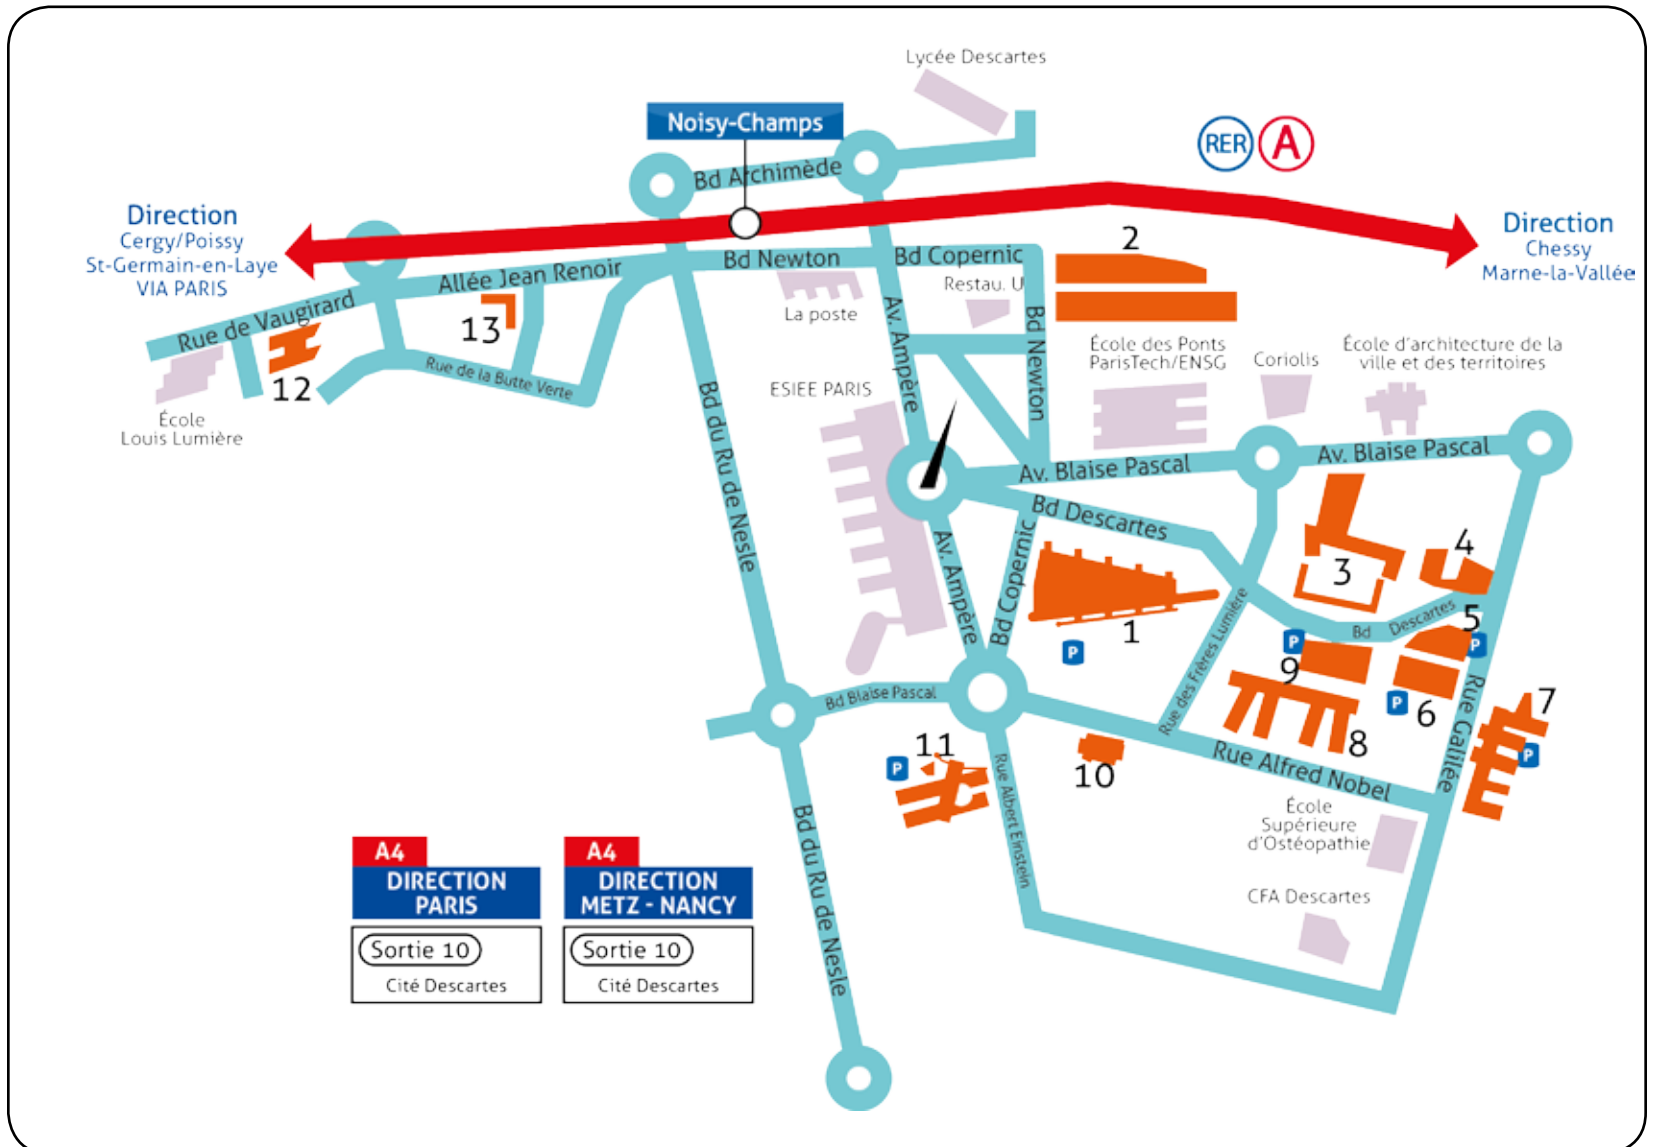 Lycée Descartes
Noisy-Champs
RER A
Bd Archimède
Direction
Cergy/Poissy
St-Germain-en-Laye
VIA PARIS
Direction
Chessy
Marne-la-Vallée
2
Bd Newton
Bd Copernic
Allée Jean Renoir
Rue de Vaugirard
La poste
Restau. U
13
12
Rue de la Butte Verte
École
Louis Lumière
Av. Ampère
Bd Newton
École des Ponts
ParisTech/ENSG
Coriolis
École d'architecture de la
ville et des territoires
ESIEE PARIS
Bd du Ru de Nesle
Av. Blaise Pascal
Av. Blaise Pascal
Bd Descartes
Av. Ampère
Bd Copernic
1
P
3
4
5
Bd Descartes
P
P
9
6
P
7
P
8
Rue des Frères Lumière
Rue Galilée
Bd Blaise Pascal
11
P
10
Rue Alfred Nobel
Rue Albert Einstein
École
Supérieure
d'Ostéopathie
CFA Descartes
Bd du Ru de Nesle
A4
DIRECTION
PARIS
Sortie 10
Cité Descartes
A4
DIRECTION
METZ - NANCY
Sortie 10
Cité Descartes